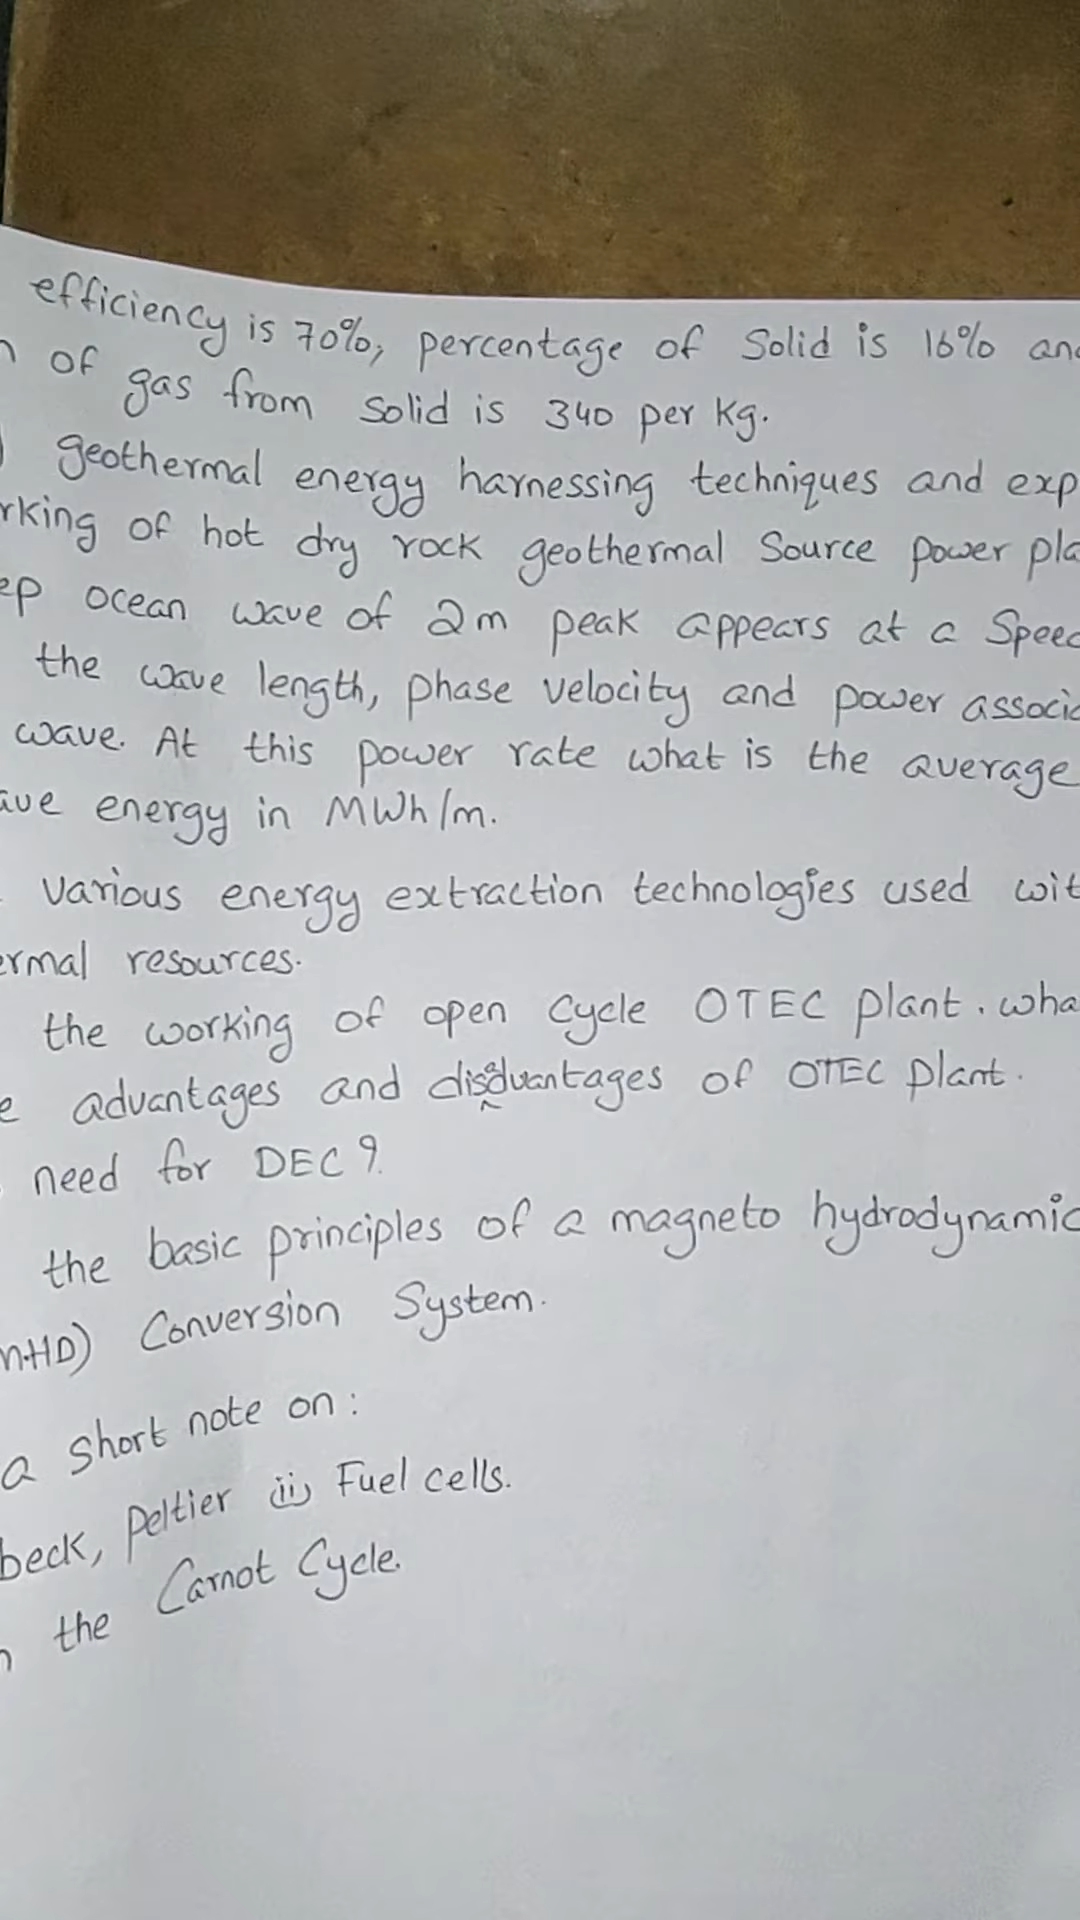 efficiency is 70%, percentage of Solid is 16% and
of gas from solid is 340 per Kg.
geothermal energy harnessing techniques and exp
rking of hot dry rock geothermal Source power pla
ep ocean wave of 2m peak appears at a Speed
the wave length, phase velocity and power associa
wave. At this power rate what is the average
ave energy in MWh/m.
various energy extraction technologies used wit
ermal resources.
the working of open Cycle OTEC plant. wha
e advantages and disadvantages of OTEC plant.
need for DEC ?
the basic principles of a magneto hydrodynamic
mHD) Conversion System.
a short note on:
beck, Peltier ii) Fuel cells.
n the Carnot Cycle.